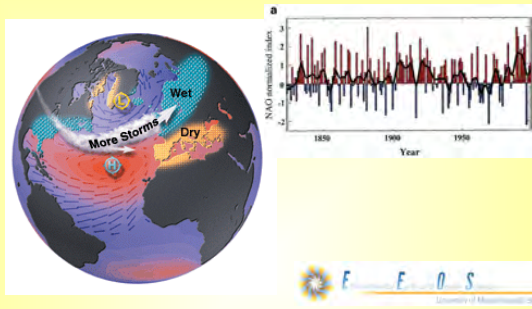 a
L
Wet
More Storms
Dry
H
NAO normalized index
3
2
1
0
-1
-2
1850
1900
1950
Year
E E O S
University of Massachusetts